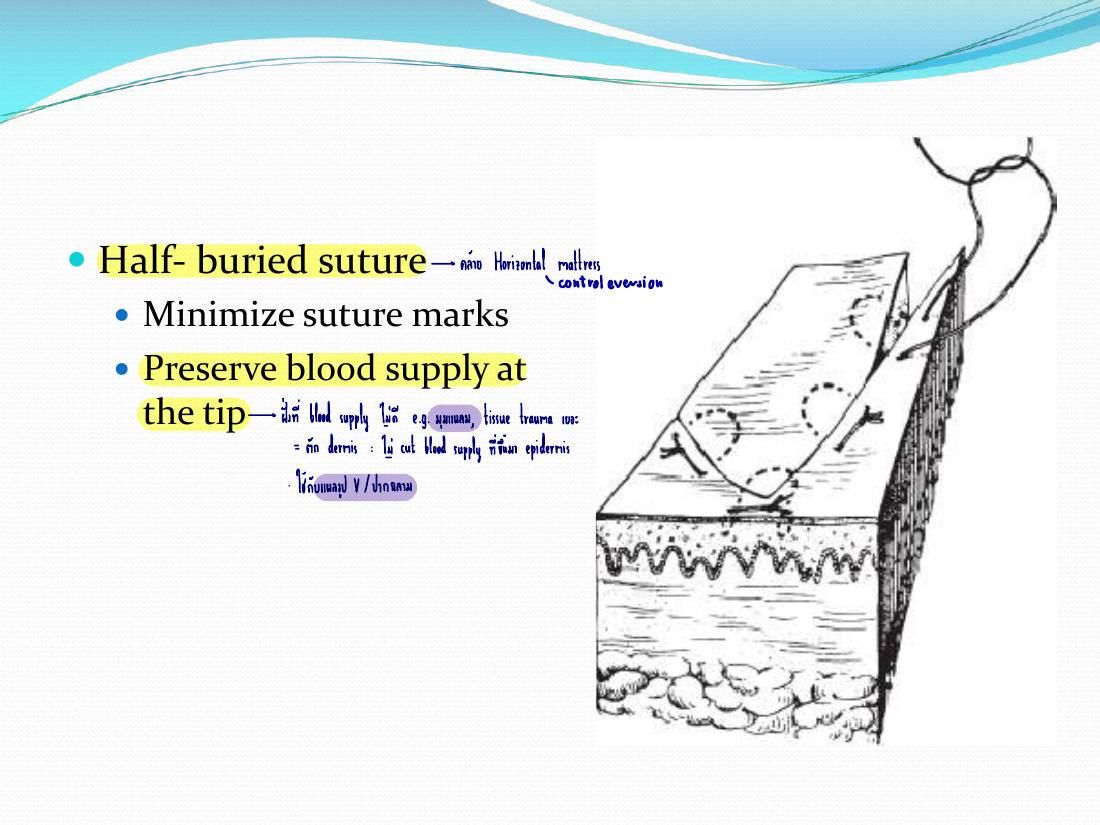 Half- buried suture → คล้าย Horizontal mattress
control eversion
Minimize suture marks
Preserve blood supply at
the tip → ฝั่งที่ blood supply ไม่ดี e.g. มุมแหลม, tissue trauma เยอะ
= ตัก dermis : ไม่ cut blood supply ที่ขึ้นมา epidermis
· ใช้กับแผลรูป V / ปากฉลาม